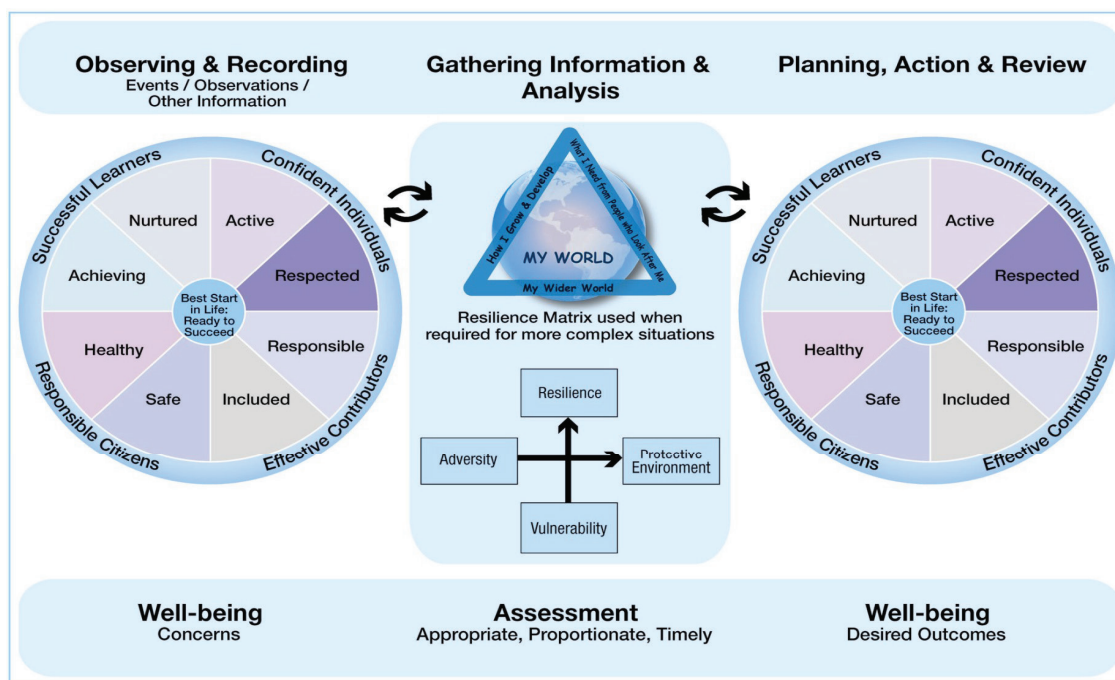 Observing & Recording
Events / Observations /
Other Information
Gathering Information &
Analysis
Planning, Action & Review
Successful Learners
Confident Individuals
Nurtured
Active
Achieving
Respected
Best Start
in Life:
Ready to
Succeed
Healthy
Responsible
Safe
Included
Responsible Citizens
Effective Contributors
How I Grow & Develop
What I Need from People who Look After Me
MY WORLD
My Wider World
Resilience Matrix used when
required for more complex situations
Resilience
Adversity
Protective
Environment
Vulnerability
Successful Learners
Confident Individuals
Nurtured
Active
Achieving
Respected
Best Start
in Life:
Ready to
Succeed
Healthy
Responsible
Safe
Included
Responsible Citizens
Effective Contributors
Well-being
Concerns
Assessment
Appropriate, Proportionate, Timely
Well-being
Desired Outcomes